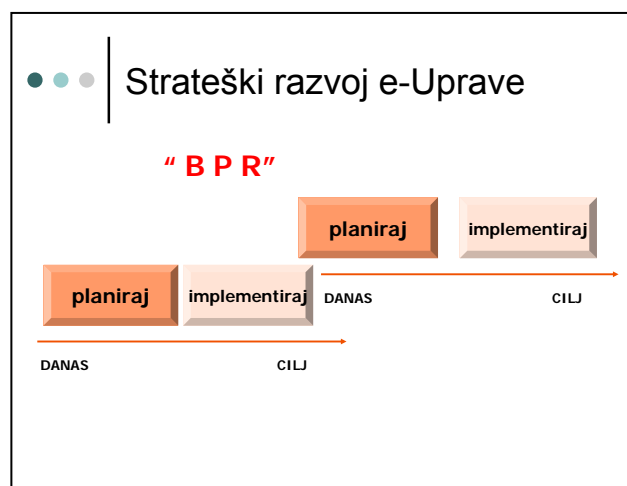 Strateški razvoj e-Uprave
“ B P R”
planiraj
implementiraj
DANAS
CILJ
planiraj
implementiraj
DANAS
CILJ